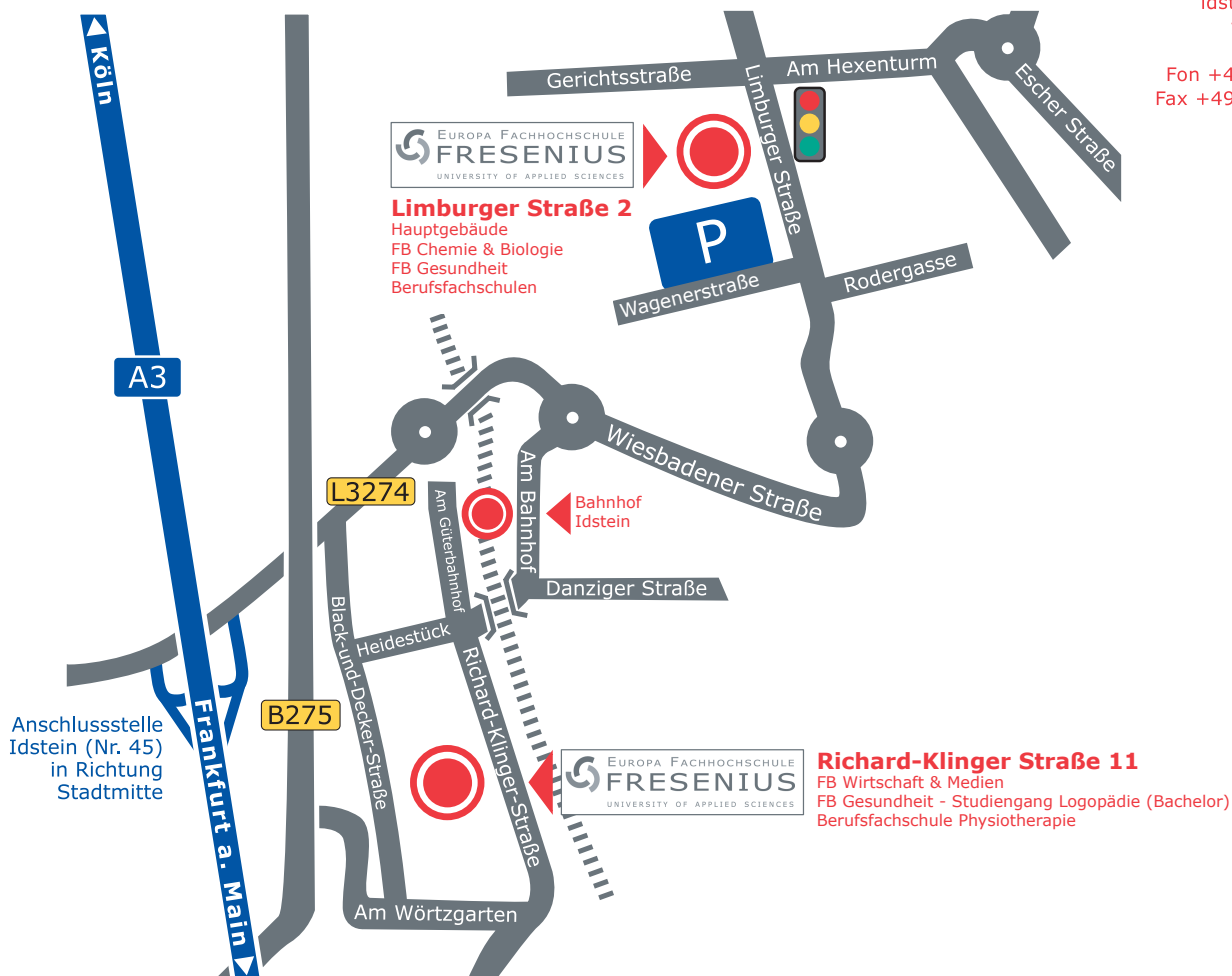 Idst
Fon +4
Fax +49
Köln
Gerichtsstraße
Am Hexenturm
Escher Straße
Limburger Straße
EUROPA FACHHOCHSCHULE
FRESENIUS
UNIVERSITY OF APPLIED SCIENCES
Limburger Straße 2
Hauptgebäude
FB Chemie & Biologie
FB Gesundheit
Berufsfachschulen
P
Wagenerstraße
Rodergasse
A3
Wiesbadener Straße
L3274
Am Güterbahnhof
Am Bahnhof
Bahnhof
Idstein
Danziger Straße
Heidestück
Black-und-Decker-Straße
Richard-Klinger-Straße
B275
Anschlussstelle
Idstein (Nr. 45)
in Richtung
Stadtmitte
Frankfurt a. Main
EUROPA FACHHOCHSCHULE
FRESENIUS
UNIVERSITY OF APPLIED SCIENCES
Richard-Klinger Straße 11
FB Wirtschaft & Medien
FB Gesundheit - Studiengang Logopädie (Bachelor)
Berufsfachschule Physiotherapie
Am Wörtzgarten